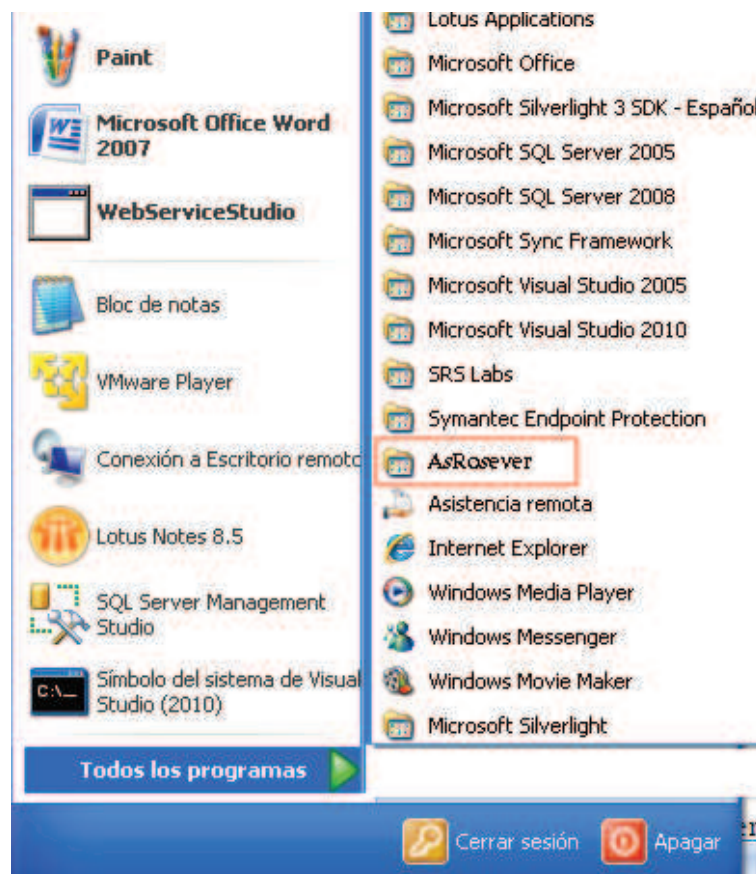 Paint
Microsoft Office Word
2007
WebServiceStudio
Bloc de notas
VMware Player
Conexión a Escritorio remoto
Lotus Notes 8.5
SQL Server Management
Studio
C:\_
Símbolo del sistema de Visual
Studio (2010)
Todos los programas
Lotus Applications
Microsoft Office
Microsoft Silverlight 3 SDK - Español
Microsoft SQL Server 2005
Microsoft SQL Server 2008
Microsoft Sync Framework
Microsoft Visual Studio 2005
Microsoft Visual Studio 2010
SRS Labs
Symantec Endpoint Protection
AsRosever
Asistencia remota
Internet Explorer
Windows Media Player
Windows Messenger
Windows Movie Maker
Microsoft Silverlight
Cerrar sesión
Apagar